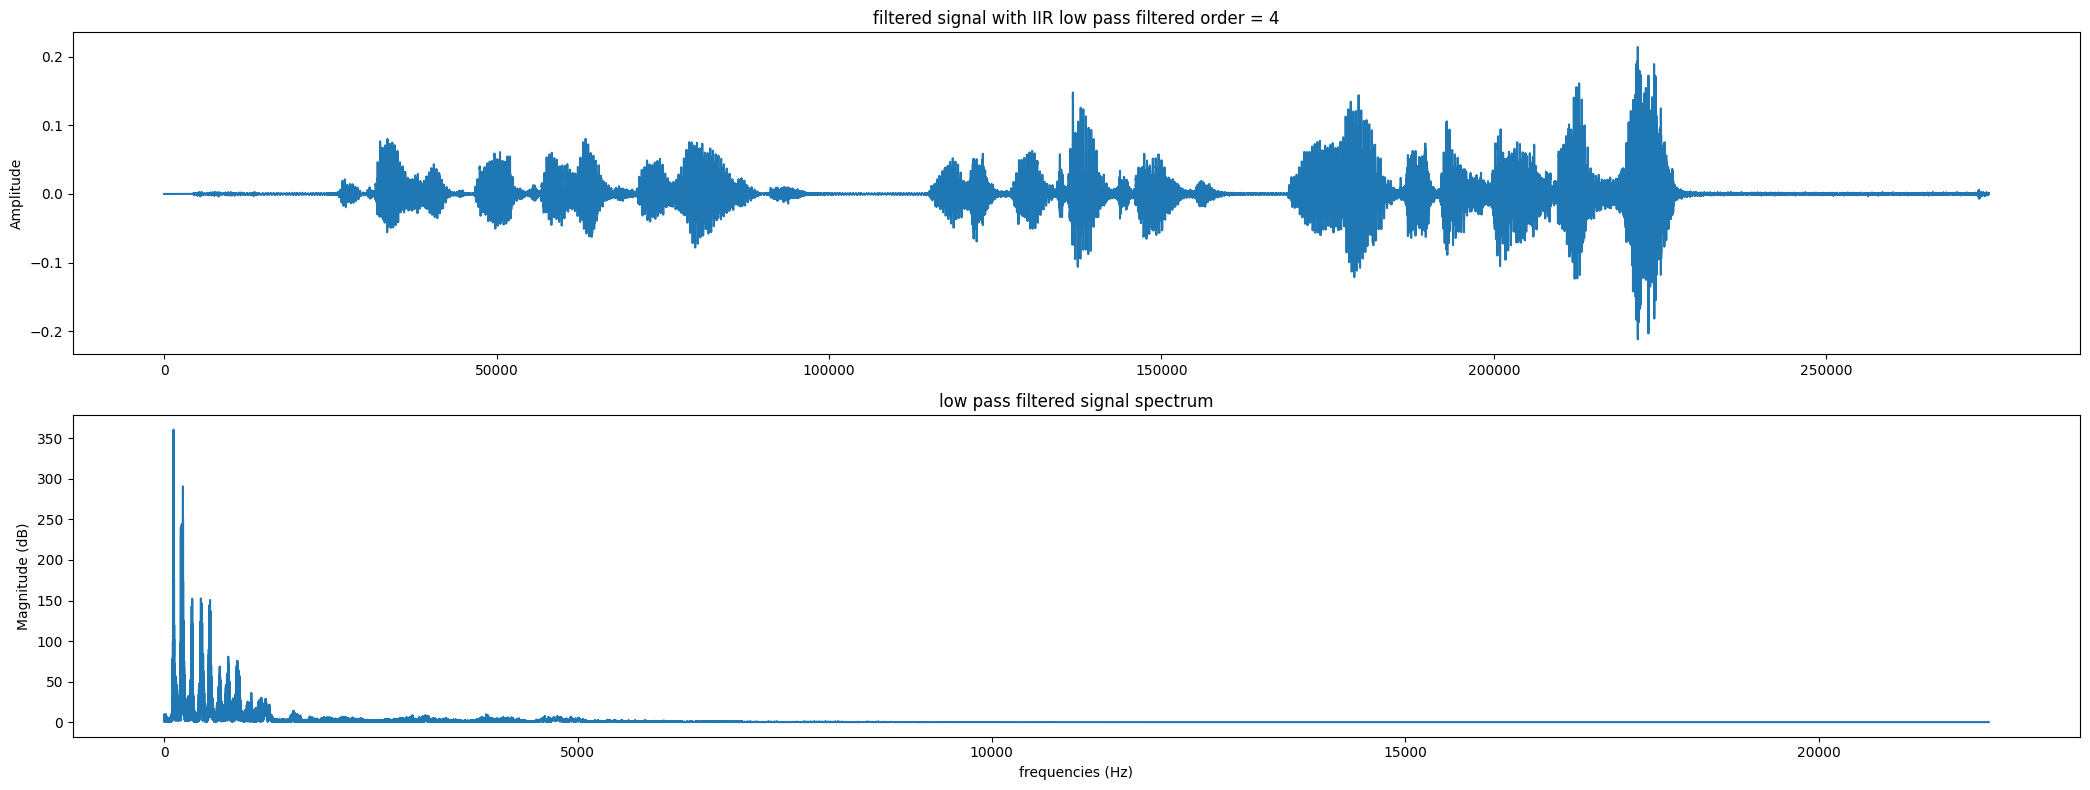 filtered signal with IIR low pass filtered order = 4
Amplitude
0.2
0.1
0.0
−0.1
−0.2
0 50000 100000 150000 200000 250000
low pass filtered signal spectrum
Magnitude (dB)
350
300
250
200
150
100
50
0
0 5000 10000 15000 20000
frequencies (Hz)